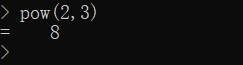 > pow(2,3)
=    8
>